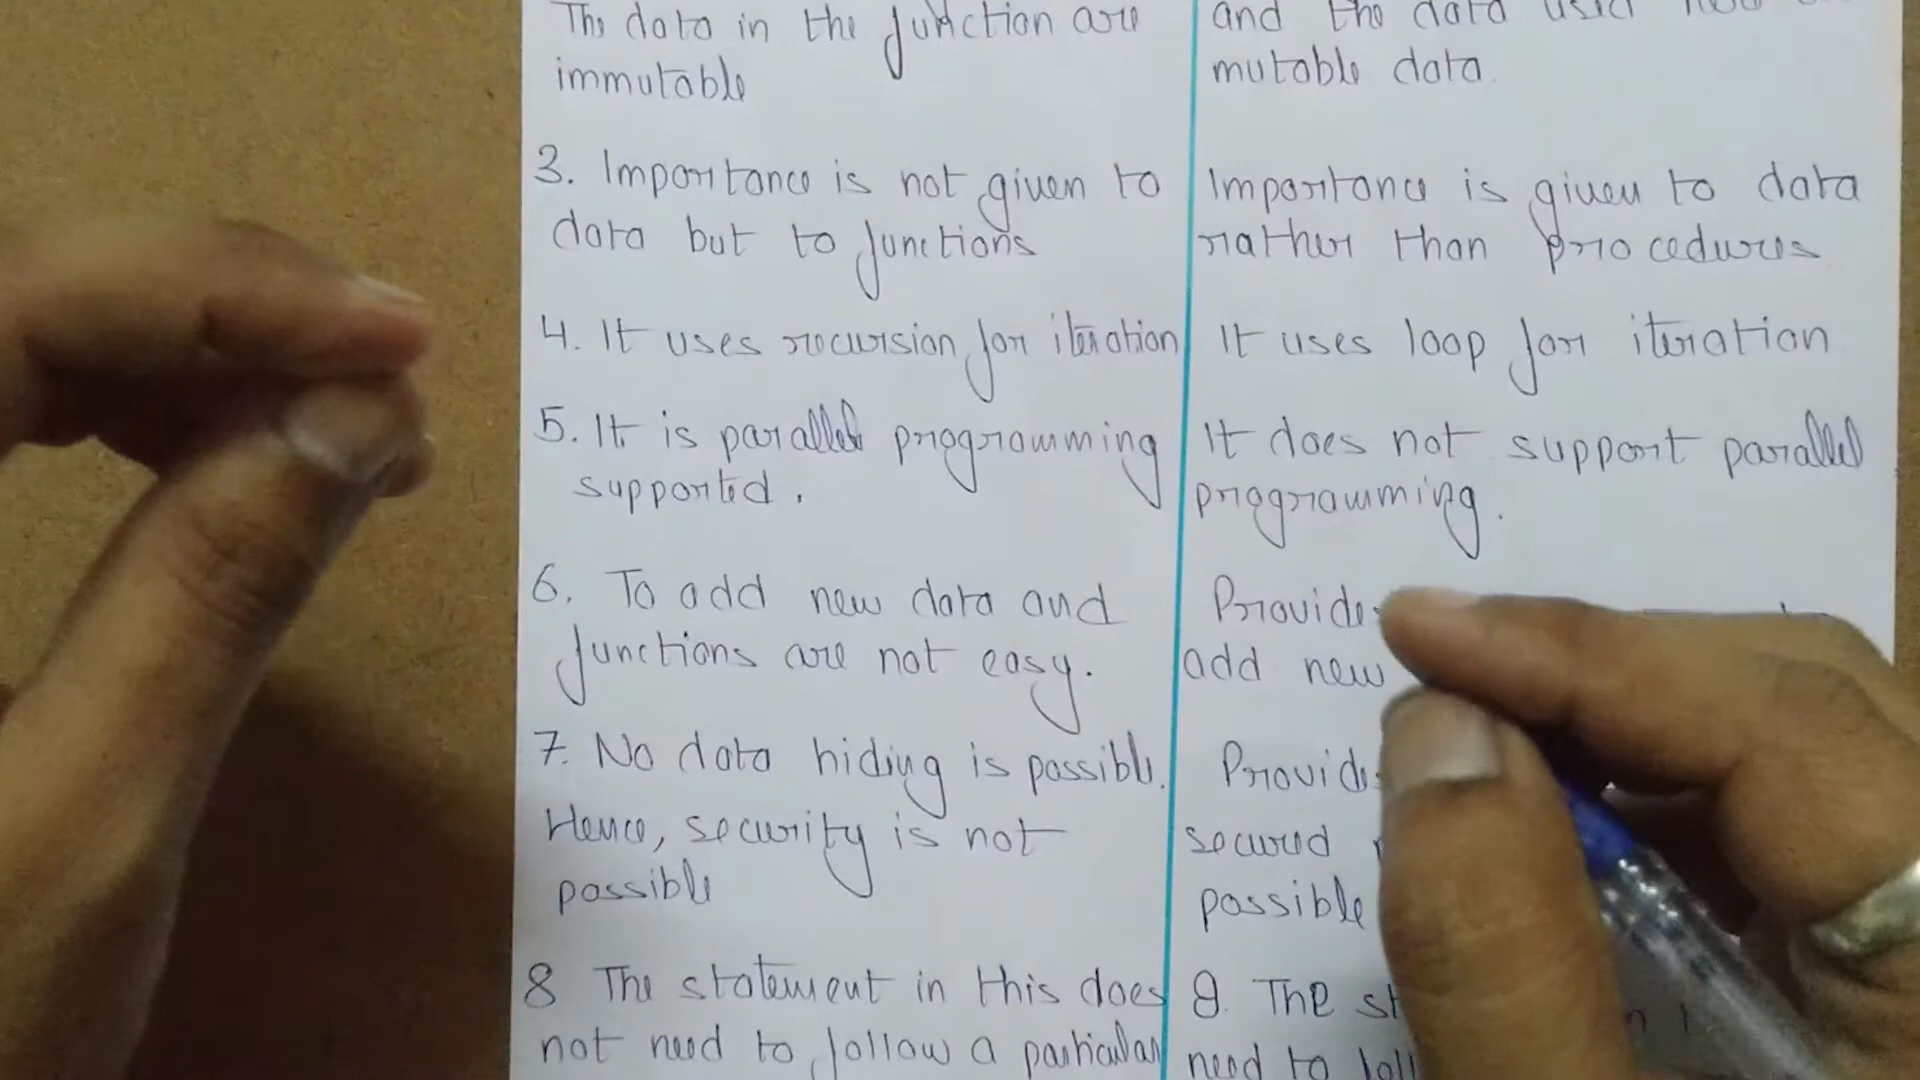 The data in the function are
immutable
3. Importance is not given to
data but to functions
4. It uses recursion for iteration
5. It is parallel programming
supported.
6. To add new data and
functions are not easy.
7. No data hiding is possible.
Hence, security is not
possible
8 The statement in this does
not need to follow a particular
and the data used
mutable data.
Importance is given to data
rather than procedures
It uses loop for iteration
It does not support parallel
programming.
Provides
add new
Provides
secured
possible
8. The
need to